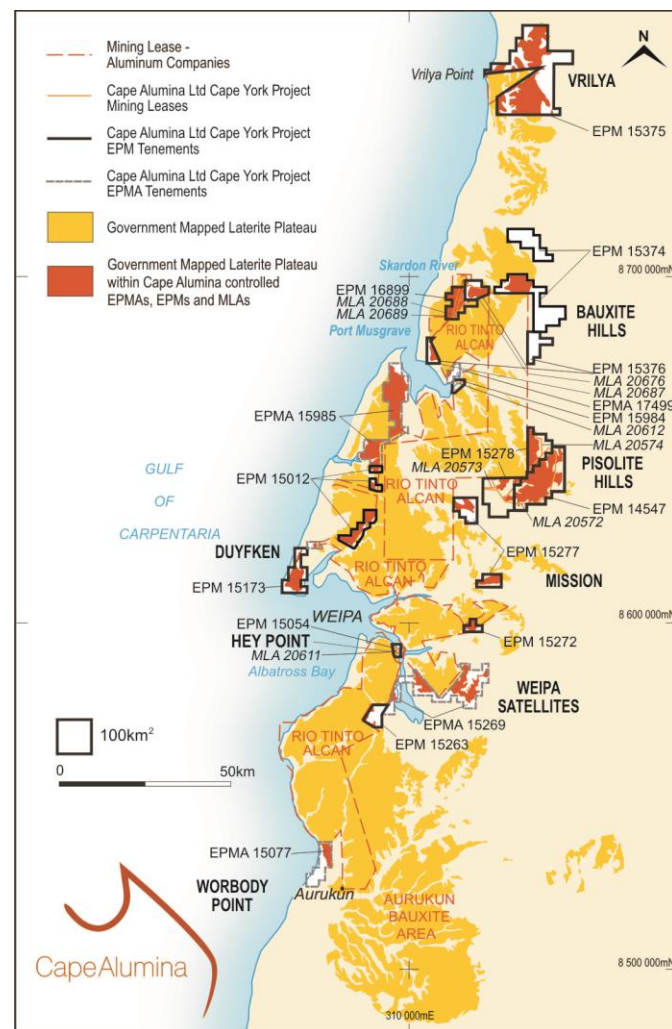 Mining Lease -
Aluminum Companies
Cape Alumina Ltd Cape York Project
Mining Leases
Cape Alumina Ltd Cape York Project
EPM Tenements
Cape Alumina Ltd Cape York Project
EPMA Tenements
Government Mapped Laterite Plateau
Government Mapped Laterite Plateau
within Cape Alumina controlled
EPMAs, EPMs and MLAs
N
Vrilya Point
VRILYA
EPM 15375
EPM 15374
8 700 000mN
Skardon River
EPM 16899
MLA 20688
MLA 20689
Port Musgrave
RIO TINTO
ALCAN
BAUXITE
HILLS
EPM 15376
MLA 20676
MLA 20687
EPMA 17499
EPM 15984
MLA 20612
MLA 20574
EPMA 15985
EPM 15278
MLA 20573
PISOLITE
HILLS
EPM 15012
RIO TINTO
ALCAN
EPM 14547
MLA 20572
GULF
OF
CARPENTARIA
EPM 15277
DUYFKEN
RIO TINTO
ALCAN
MISSION
EPM 15173
WEIPA
8 600 000mN
EPM 15054
HEY POINT
MLA 20611
EPM 15272
Albatross Bay
WEIPA
SATELLITES
EPMA 15269
RIO TINTO
ALCAN
EPM 15263
100km²
0 50km
EPMA 15077
WORBODY
POINT
Aurukun
AURUKUN
BAUXITE
AREA
CapeAlumina
8 500 000mN
310 000mE